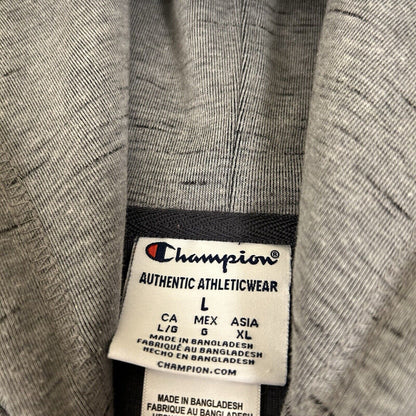 Champion
AUTHENTIC ATHLETICWEAR
L
CA MEX ASIA
L/G G XL
MADE IN BANGLADESH
FABRIQUÉ AU BANGLADESH
HECHO EN BANGLADESH
CHAMPION.COM
MADE IN BANGLADESH
FABRIQUÉ AU BANGLADESH